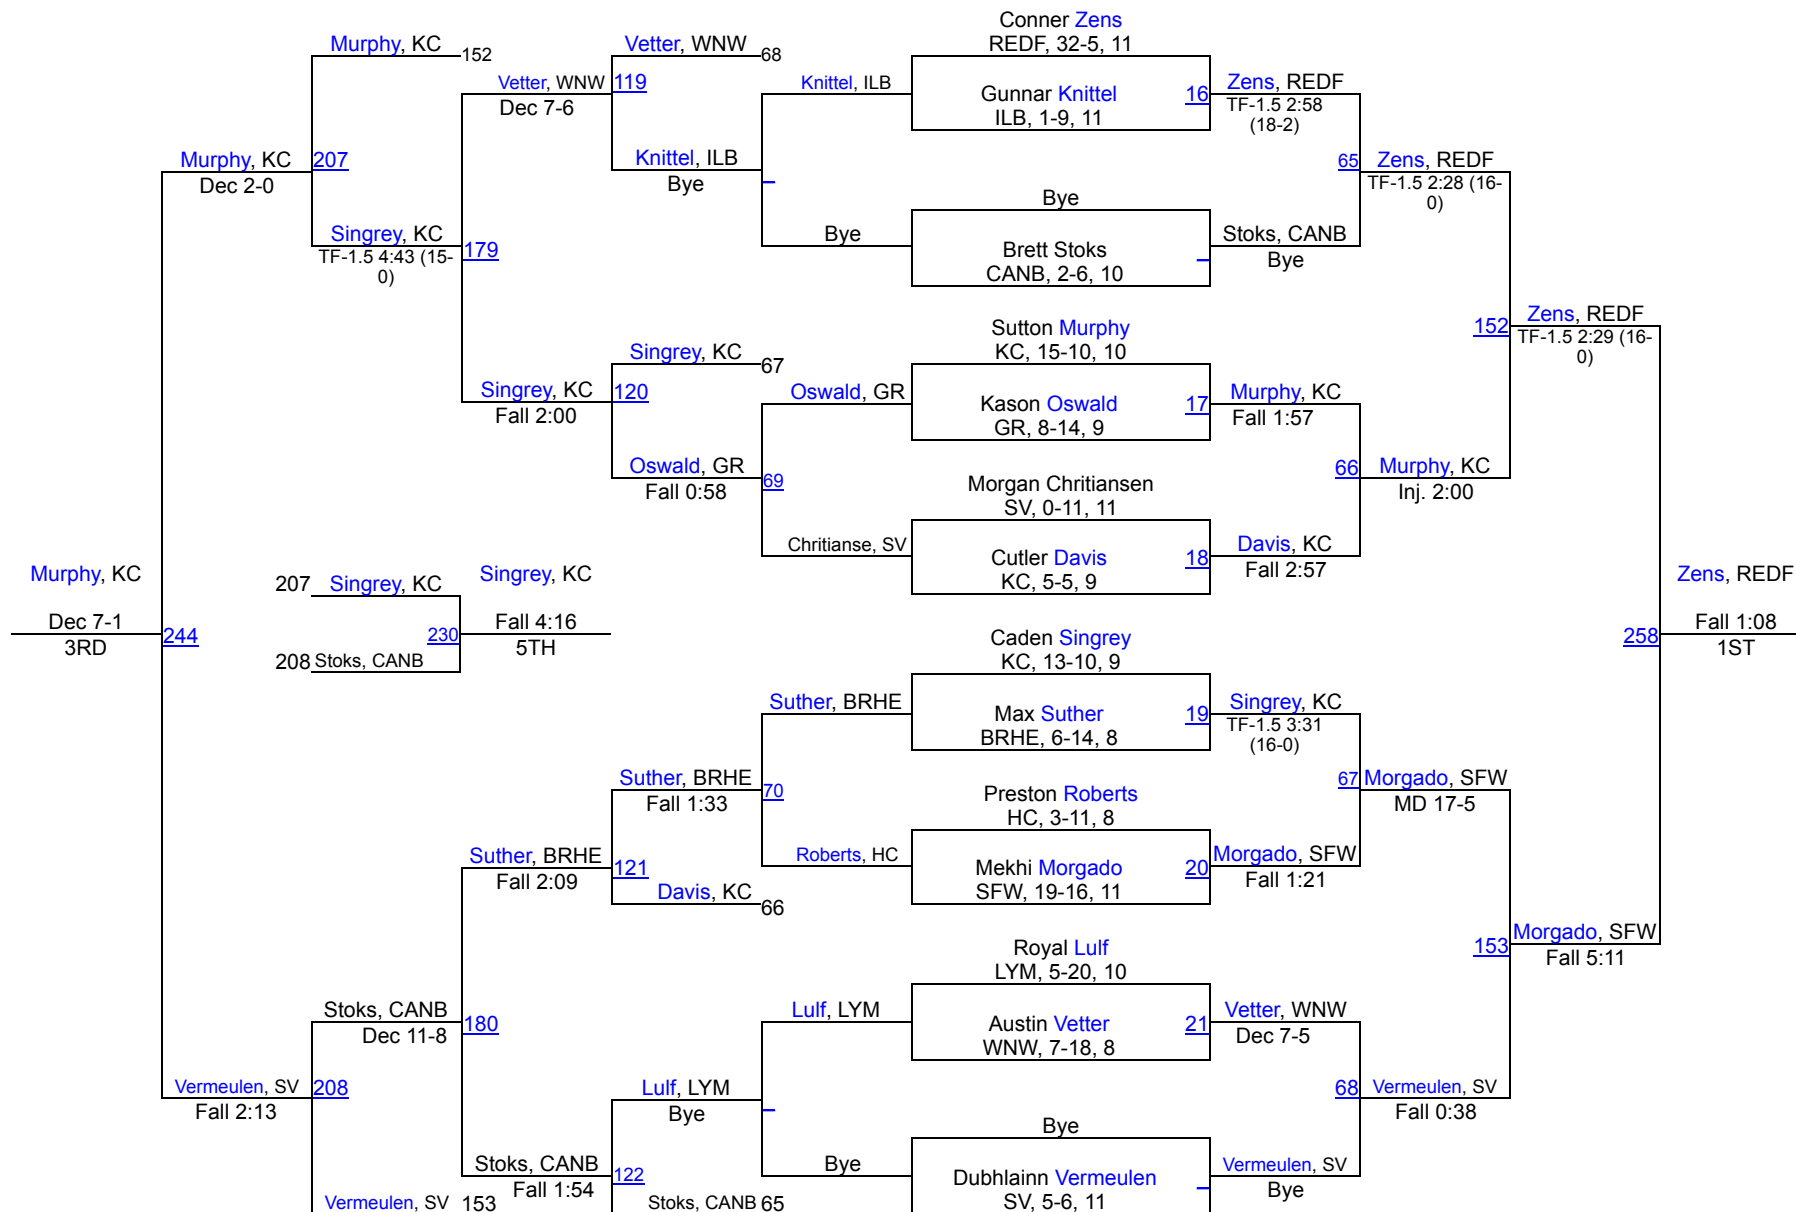 Conner Zens
REDF, 32-5, 11
Murphy, KC
152
Vetter, WNW
68
Vetter, WNW
119
Dec 7-6
Knittel, ILB
Gunnar Knittel
ILB, 1-9, 11
16
Zens, REDF
TF-1.5 2:58
(18-2)
Murphy, KC
207
Dec 2-0
Knittel, ILB
Bye
65
Zens, REDF
TF-1.5 2:28 (16-
0)
Bye
Singrey, KC
179
TF-1.5 4:43 (15-
0)
Bye
Brett Stoks
CANB, 2-6, 10
Stoks, CANB
Bye
Sutton Murphy
KC, 15-10, 10
152
Zens, REDF
TF-1.5 2:29 (16-
0)
Singrey, KC
67
Singrey, KC
120
Fall 2:00
Oswald, GR
Kason Oswald
GR, 8-14, 9
17
Murphy, KC
Fall 1:57
Oswald, GR
69
Fall 0:58
Morgan Chritiansen
SV, 0-11, 11
66
Murphy, KC
Inj. 2:00
Chritianse, SV
Cutler Davis
KC, 5-5, 9
18
Davis, KC
Fall 2:57
Murphy, KC
207
Singrey, KC
Singrey, KC
Zens, REDF
Dec 7-1
3RD
244
230
Fall 4:16
5TH
208
Stoks, CANB
Caden Singrey
KC, 13-10, 9
258
Fall 1:08
1ST
Suther, BRHE
Max Suther
BRHE, 6-14, 8
19
Singrey, KC
TF-1.5 3:31
(16-0)
Suther, BRHE
70
Fall 1:33
Preston Roberts
HC, 3-11, 8
67
Morgado, SFW
MD 17-5
Suther, BRHE
121
Fall 2:09
Roberts, HC
Mekhi Morgado
SFW, 19-16, 11
20
Morgado, SFW
Fall 1:21
Davis, KC
66
Royal Lulf
LYM, 5-20, 10
153
Morgado, SFW
Fall 5:11
Stoks, CANB
180
Dec 11-8
Lulf, LYM
Austin Vetter
WNW, 7-18, 8
21
Vetter, WNW
Dec 7-5
Vermeulen, SV
208
Fall 2:13
Lulf, LYM
Bye
68
Vermeulen, SV
Fall 0:38
Bye
Stoks, CANB
122
Fall 1:54
Bye
Dubhlainn Vermeulen
SV, 5-6, 11
Vermeulen, SV
Bye
Vermeulen, SV
153
Stoks, CANB
65